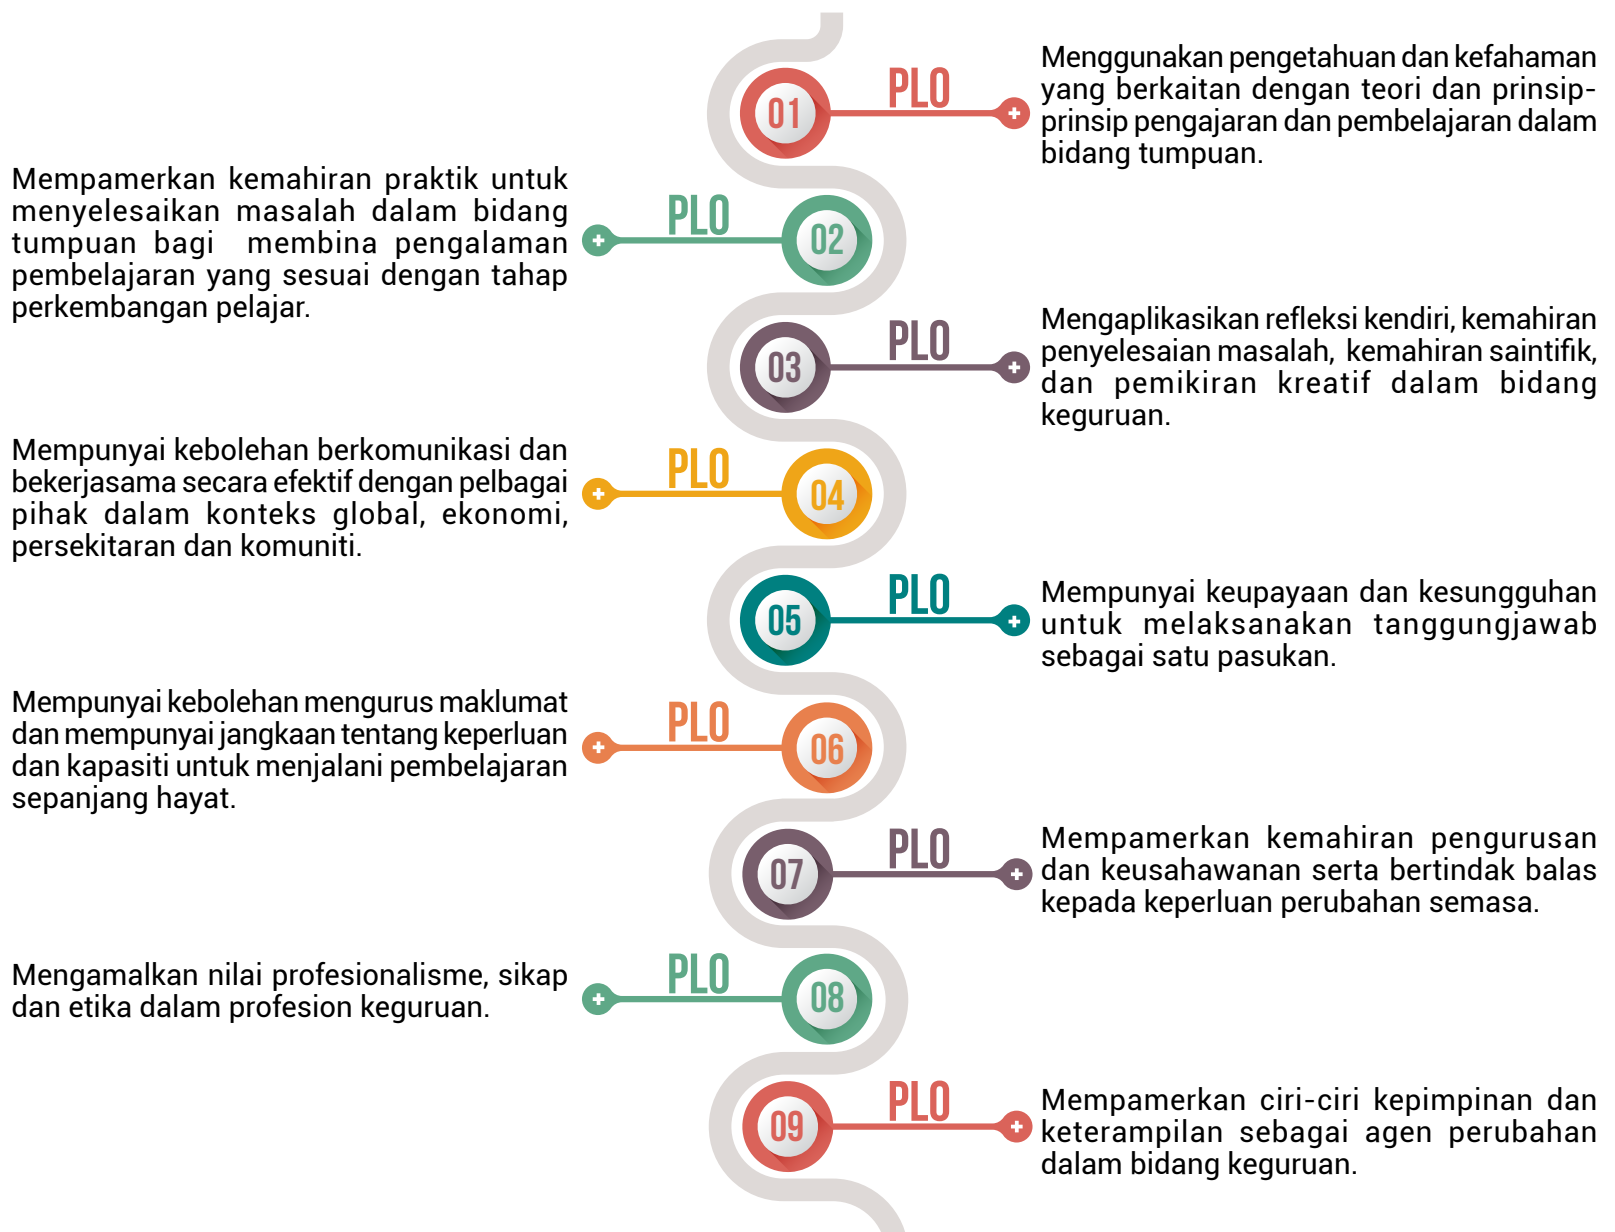 01
PLO
Menggunakan pengetahuan dan kefahaman
yang berkaitan dengan teori dan prinsip-
prinsip pengajaran dan pembelajaran dalam
bidang tumpuan.
Mempamerkan kemahiran praktik untuk
menyelesaikan masalah dalam bidang
tumpuan bagi membina pengalaman
pembelajaran yang sesuai dengan tahap
perkembangan pelajar.
PLO
02
03
PLO
Mengaplikasikan refleksi kendiri, kemahiran
penyelesaian masalah, kemahiran saintifik,
dan pemikiran kreatif dalam bidang
keguruan.
Mempunyai kebolehan berkomunikasi dan
bekerjasama secara efektif dengan pelbagai
pihak dalam konteks global, ekonomi,
persekitaran dan komuniti.
PLO
04
05
PLO
Mempunyai keupayaan dan kesungguhan
untuk melaksanakan tanggungjawab
sebagai satu pasukan.
Mempunyai kebolehan mengurus maklumat
dan mempunyai jangkaan tentang keperluan
dan kapasiti untuk menjalani pembelajaran
sepanjang hayat.
PLO
06
07
PLO
Mempamerkan kemahiran pengurusan
dan keusahawanan serta bertindak balas
kepada keperluan perubahan semasa.
Mengamalkan nilai profesionalisme, sikap
dan etika dalam profesion keguruan.
PLO
08
09
PLO
Mempamerkan ciri-ciri kepimpinan dan
keterampilan sebagai agen perubahan
dalam bidang keguruan.